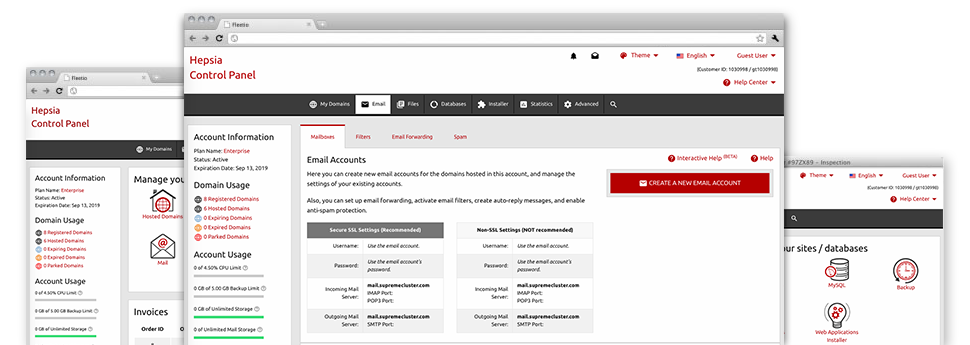 Fleetio
Hepsia
Control Panel
Theme
English
Guest User
(Customer ID: 1030998 / gt1030998)
Help Center
My Domains
Email
Files
Databases
Installer
Statistics
Advanced
Account Information
Plan Name: Enterprise
Status: Active
Expiration Date: Sep 13, 2019
Domain Usage
8 Registered Domains
6 Hosted Domains
0 Expiring Domains
0 Expired Domains
0 Parked Domains
Account Usage
0 of 4.50% CPU Limit
0 GB of 5.00 GB Backup Limit
0 GB of Unlimited Storage
0 of Unlimited Mail Storage
Mailboxes
Filters
Email Forwarding
Spam
Email Accounts
Interactive Help (BETA)
Help
Here you can create new email accounts for the domains hosted in this account, and manage the
settings of your existing accounts.
CREATE A NEW EMAIL ACCOUNT
Also, you can set up email forwarding, activate email filters, create auto-reply messages, and enable
anti-spam protection.
Secure SSL Settings (Recommended)
Username: Use the email account.
Password: Use the email account's
password.
Incoming Mail mail.supremecluster.com
Server: IMAP Port:
POP3 Port:
Outgoing Mail mail.supremecluster.com
Server: SMTP Port:
Non-SSL Settings (NOT recommended)
Username: Use the email account.
Password: Use the email account's
password.
Incoming Mail mail.supremecluster.com
Server: IMAP Port:
POP3 Port:
Outgoing Mail mail.supremecluster.com
Server: SMTP Port:
Fleetio
Hepsia
Control Panel
My Domains
Account Information
Plan Name: Enterprise
Status: Active
Expiration Date: Sep 13, 2019
Domain Usage
8 Registered Domains
6 Hosted Domains
0 Expiring Domains
0 Expired Domains
0 Parked Domains
Account Usage
0 of 4.50% CPU Limit
0 GB of 5.00 GB Backup Limit
0 GB of Unlimited Storage
Manage you
Hosted Domains
Mail
Invoices
Order ID
#97ZX89 - Inspection
Theme
English
Guest User
(Customer ID: 1030998 / gt1030998)
Help Center
ur sites / databases
MySQL
Backup
Web Applications
Installer